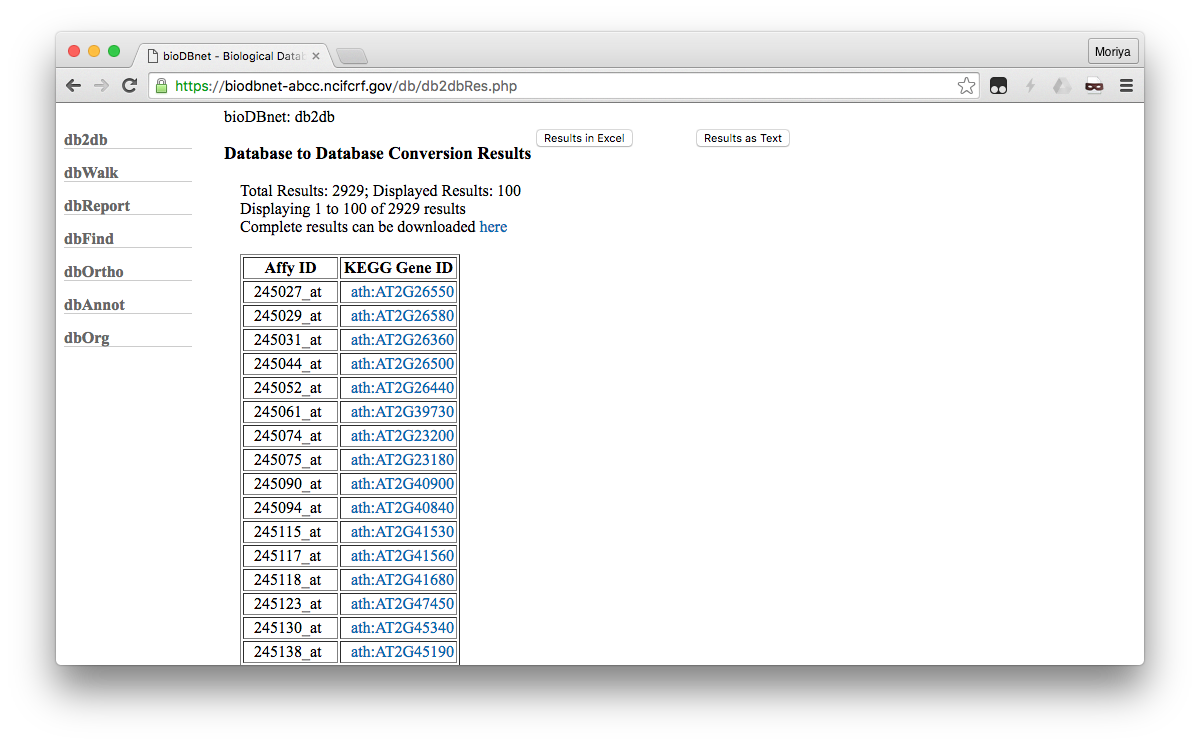 bioDBnet - Biological Data
Moriya
https://biodbnet-abcc.ncifcrf.gov/db/db2dbRes.php
db2db
dbWalk
dbReport
dbFind
dbOrtho
dbAnnot
dbOrg
bioDBnet: db2db
Results in Excel Results as Text
Database to Database Conversion Results
Total Results: 2929; Displayed Results: 100
Displaying 1 to 100 of 2929 results
Complete results can be downloaded here
Affy ID KEGG Gene ID
245027_at ath:AT2G26550
245029_at ath:AT2G26580
245031_at ath:AT2G26360
245044_at ath:AT2G26500
245052_at ath:AT2G26440
245061_at ath:AT2G39730
245074_at ath:AT2G23200
245075_at ath:AT2G23180
245090_at ath:AT2G40900
245094_at ath:AT2G40840
245115_at ath:AT2G41530
245117_at ath:AT2G41560
245118_at ath:AT2G41680
245123_at ath:AT2G47450
245130_at ath:AT2G45340
245138_at ath:AT2G45190